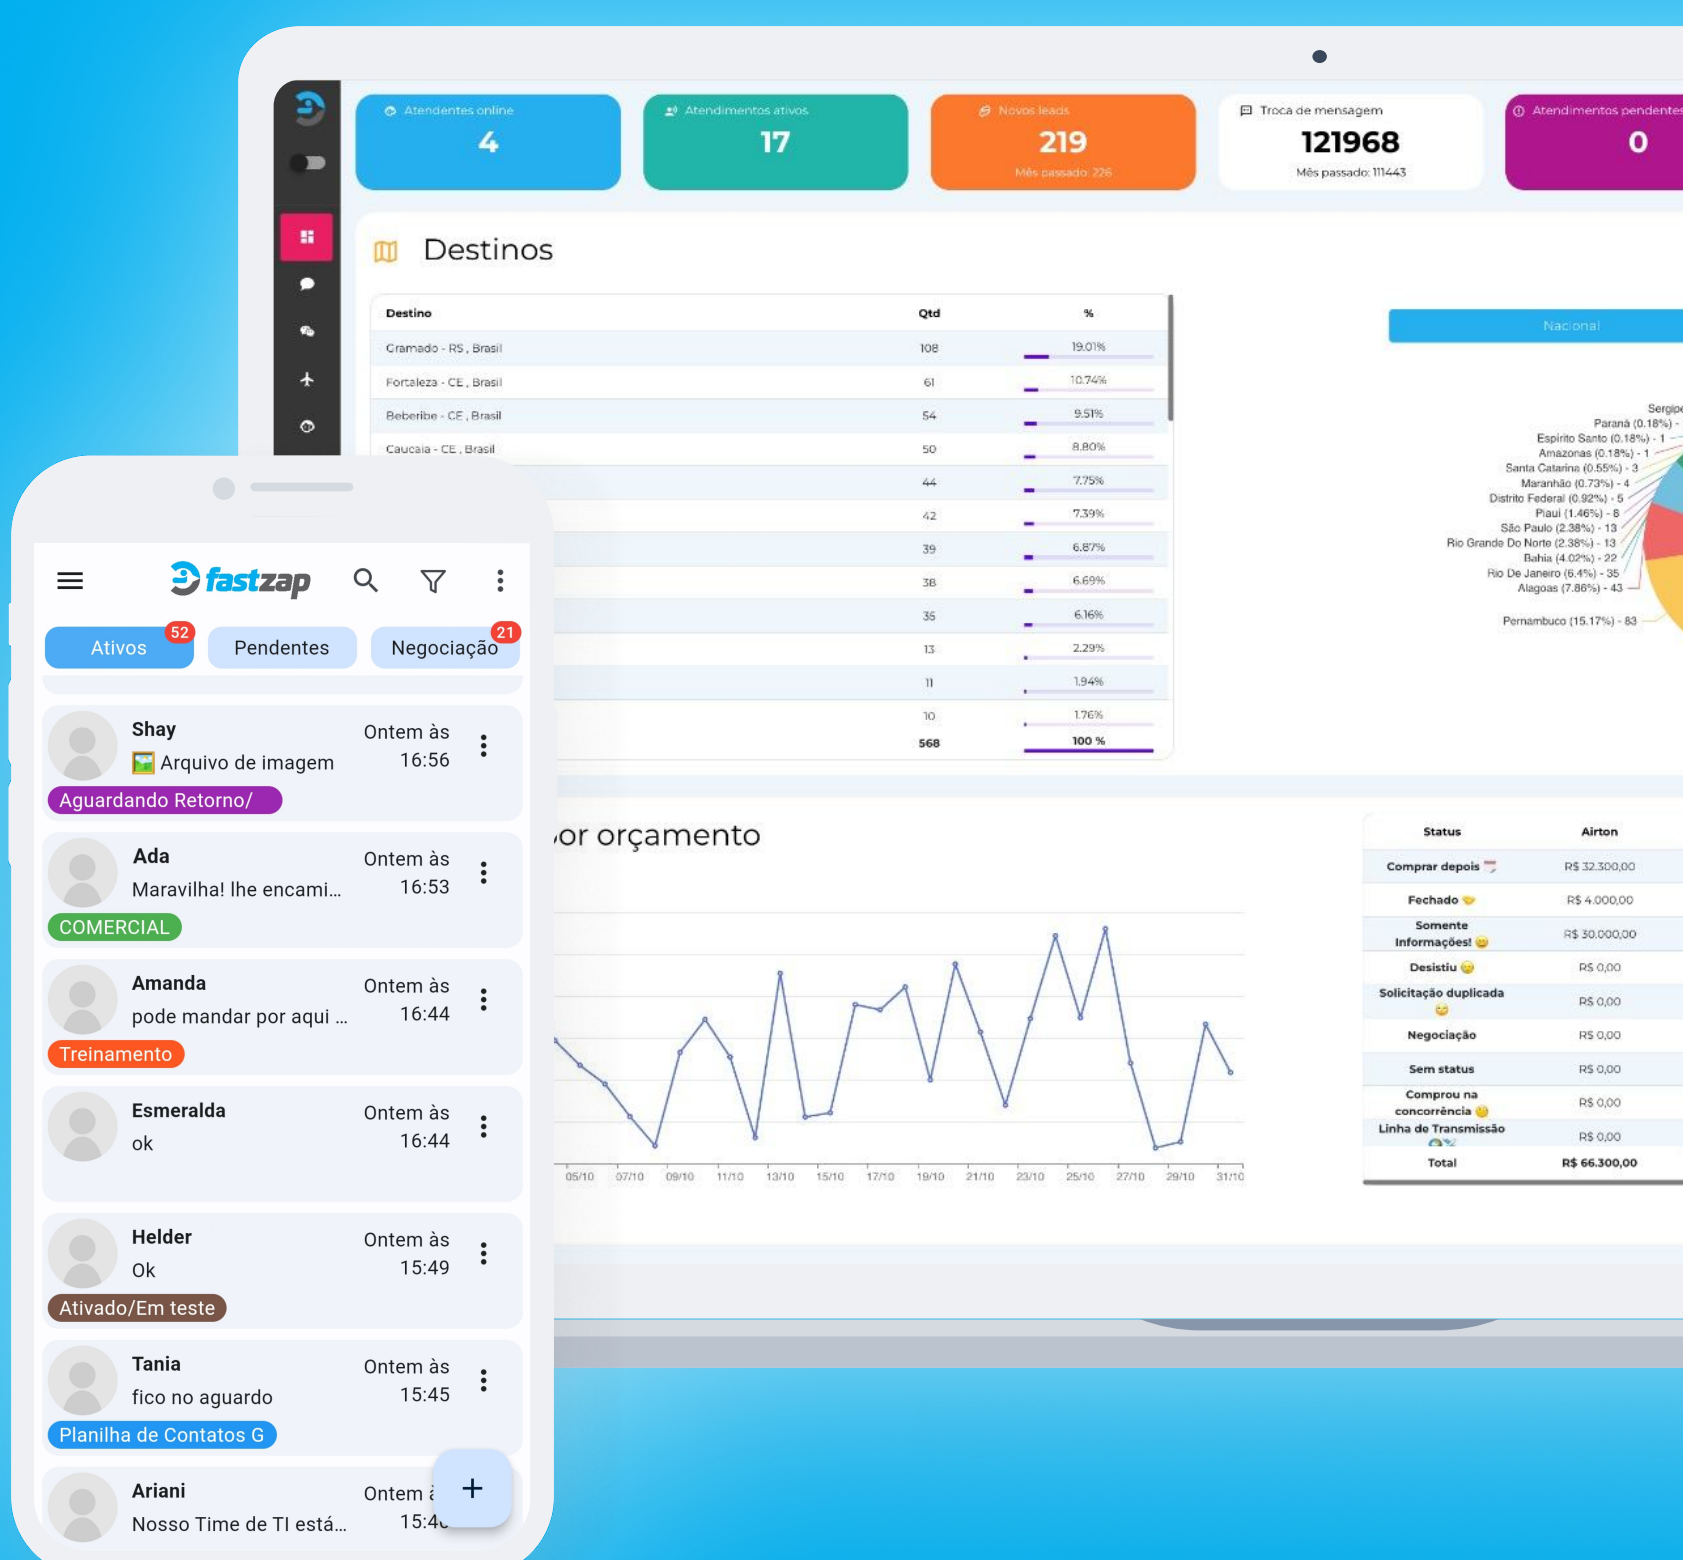 Atendentes online
4
Atendimentos ativos
17
Novos leads
219
Mês passado: 226
Troca de mensagem
121968
Mês passado: 111443
Atendimentos pendentes
0
Destinos
Destino Qtd %
Gramado - RS , Brasil 108 19.01%
Fortaleza - CE , Brasil 61 10.74%
Beberibe - CE , Brasil 54 9.51%
Caucaia - CE , Brasil 50 8.80%
44 7.75%
42 7.39%
39 6.87%
38 6.69%
35 6.16%
13 2.29%
11 1.94%
10 1.76%
568 100 %
Nacional
Sergipe
Paraná (0.18%) -
Espírito Santo (0.18%) - 1
Amazonas (0.18%) - 1
Santa Catarina (0.55%) - 3
Maranhão (0.73%) - 4
Distrito Federal (0.92%) - 5
Piauí (1.46%) - 8
São Paulo (2.38%) - 13
Rio Grande Do Norte (2.38%) - 13
Bahia (4.02%) - 22
Rio De Janeiro (6.4%) - 35
Alagoas (7.86%) - 43
Pernambuco (15.17%) - 83
or orçamento
05/10 07/10 09/10 11/10 13/10 15/10 17/10 19/10 21/10 23/10 25/10 27/10 29/10 31/10
Status Airton
Comprar depois R$ 32.300,00
Fechado R$ 4.000,00
Somente
Informações! R$ 30.000,00
Desistiu R$ 0,00
Solicitação duplicada R$ 0,00
Negociação R$ 0,00
Sem status R$ 0,00
Comprou na
concorrência R$ 0,00
Linha de Transmissão R$ 0,00
Total R$ 66.300,00
fastzap
Ativos 52
Pendentes
Negociação 21
Shay Ontem às
Arquivo de imagem 16:56
Aguardando Retorno/
Ada Ontem às
Maravilha! lhe encami... 16:53
COMERCIAL
Amanda Ontem às
pode mandar por aqui ... 16:44
Treinamento
Esmeralda Ontem às
ok 16:44
Helder Ontem às
Ok 15:49
Ativado/Em teste
Tania Ontem às
fico no aguardo 15:45
Planilha de Contatos G
+
Ariani Ontem
Nosso Time de TI está... 15:4